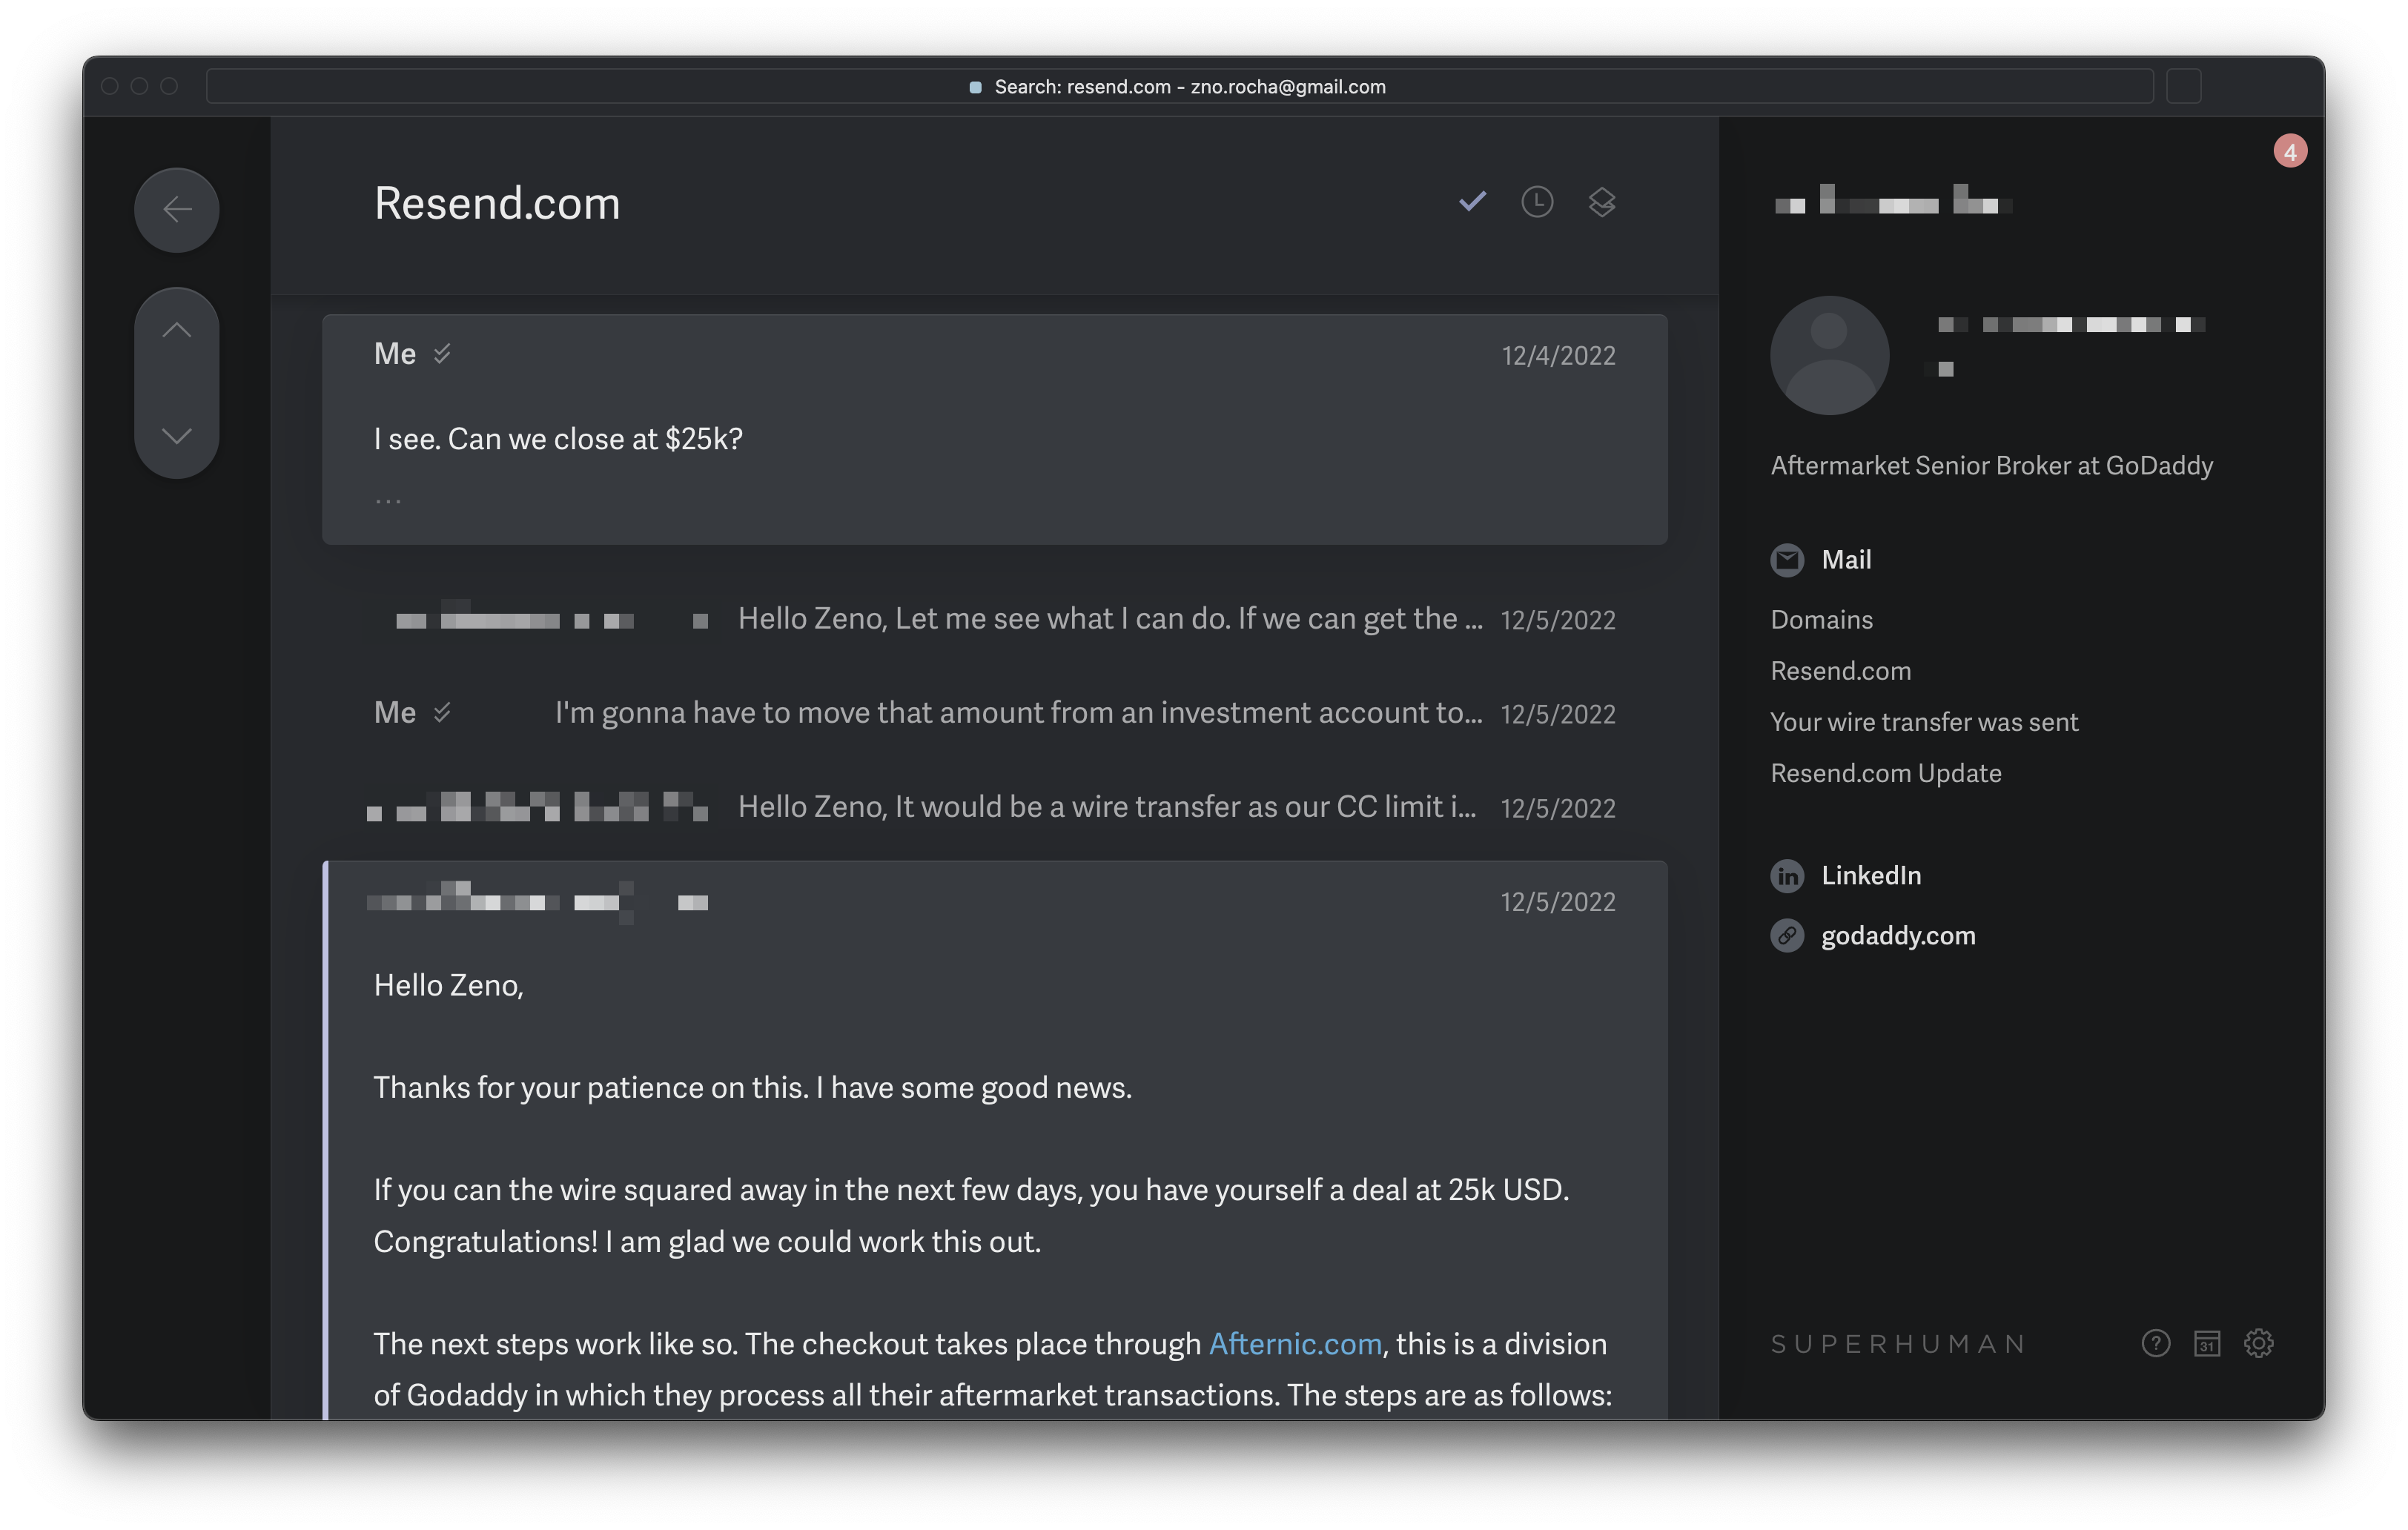 Search: resend.com - zno.rocha@gmail.com
4
Resend.com
Me
12/4/2022
I see. Can we close at $25k?
...
Hello Zeno, Let me see what I can do. If we can get the ...
12/5/2022
Me
I'm gonna have to move that amount from an investment account to...
12/5/2022
Hello Zeno, It would be a wire transfer as our CC limit i...
12/5/2022
12/5/2022
Hello Zeno,
Thanks for your patience on this. I have some good news.
If you can the wire squared away in the next few days, you have yourself a deal at 25k USD.
Congratulations! I am glad we could work this out.
The next steps work like so. The checkout takes place through Afternic.com, this is a division
of Godaddy in which they process all their aftermarket transactions. The steps are as follows:
Aftermarket Senior Broker at GoDaddy
Mail
Domains
Resend.com
Your wire transfer was sent
Resend.com Update
in LinkedIn
godaddy.com
SUPERHUMAN
?
31